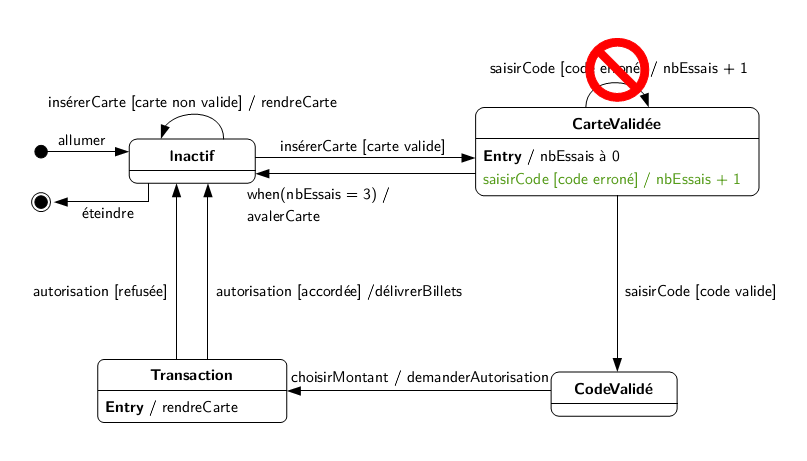 saisirCode [code erroné] / nbEssais + 1
insérerCarte [carte non valide] / rendreCarte
CarteValidée
allumer
insérerCarte [carte valide]
Inactif
Entry / nbEssais à 0
saisirCode [code erroné] / nbEssais + 1
when(nbEssais = 3) /
avalerCarte
éteindre
autorisation [refusée]
autorisation [accordée] /délivrerBillets
saisirCode [code valide]
Transaction
choisirMontant / demanderAutorisation
CodeValidé
Entry / rendreCarte